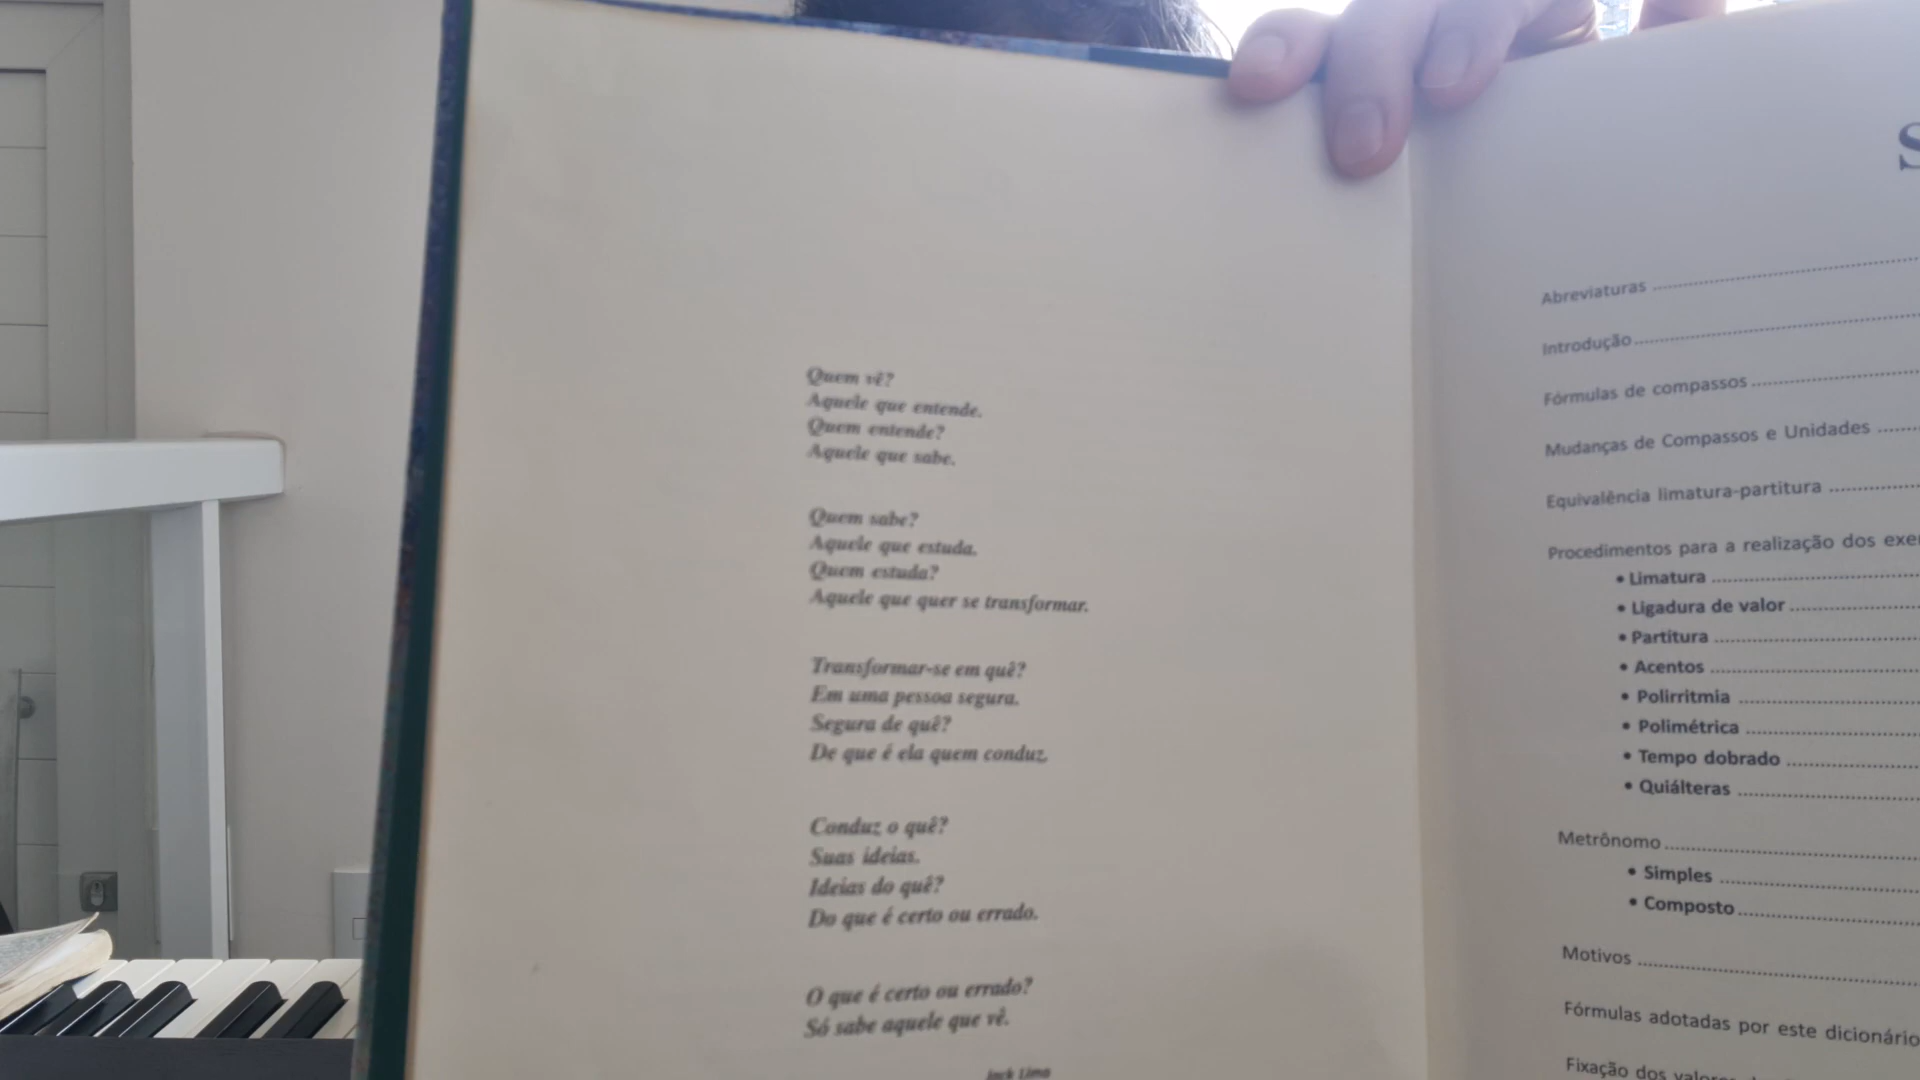 Quem vê?
Aquele que entende.
Quem entende?
Aquele que sabe.
Quem sabe?
Aquele que estuda.
Quem estuda?
Aquele que quer se transformar.
Transformar-se em quê?
Em uma pessoa segura.
Segura de quê?
De que é ela quem conduz.
Conduz o quê?
Suas ideias.
Ideias do quê?
Do que é certo ou errado.
O que é certo ou errado?
Só sabe aquele que vê.
Jack Lima
S
Abreviaturas
Introdução
Fórmulas de compassos
Mudanças de Compassos e Unidades
Equivalência limatura-partitura
Procedimentos para a realização dos exer
• Limatura
• Ligadura de valor
• Partitura
• Acentos
• Polirritmia
• Polimétrica
• Tempo dobrado
• Quiálteras
Metrônomo
• Simples
• Composto
Motivos
Fórmulas adotadas por este dicionário
Fixação dos